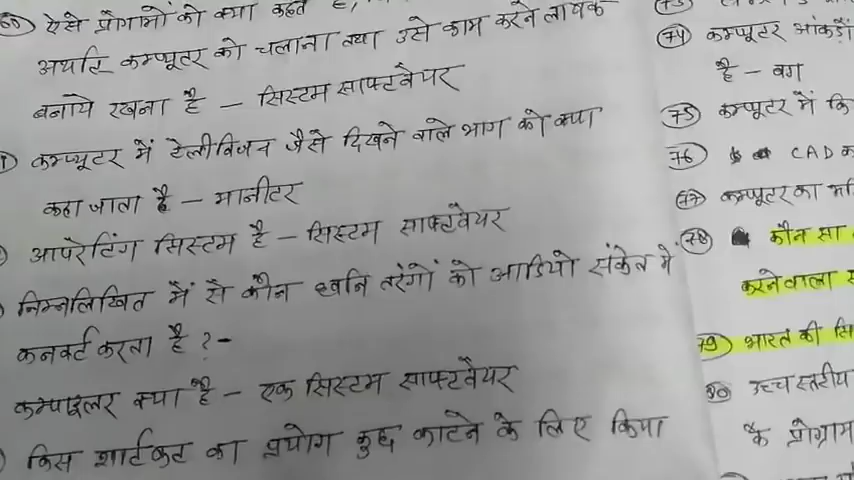 ऐसे प्रोग्रामों को क्या कहते हैं,
अर्थात् कम्प्यूटर को चलाना तथा उसे काम करने लायक
बनाये रखना है – सिस्टम साफ्टवेयर
कम्प्यूटर में टेलीविजन जैसे दिखने वाले भाग को क्या
कहा जाता है – मानीटर
आपरेटिंग सिस्टम है – सिस्टम साफ्टवेयर
निम्नलिखित मैं से कौन ध्वनि तरंगों को आडियो संकेत में
कनवर्ट करता है ? –
कम्पाइलर क्या है – एक सिस्टम साफ्टवेयर
किस शार्टकट का प्रयोग कुछ काटने के लिए किया
74 कम्प्यूटर आंकड़ों
है – बग
75 कम्प्यूटर में
76 CAD
77 कम्प्यूटर का
78 कौन सा
करने वाला
79 भारत की
80 उच्च स्तरीय
के प्रोग्राम